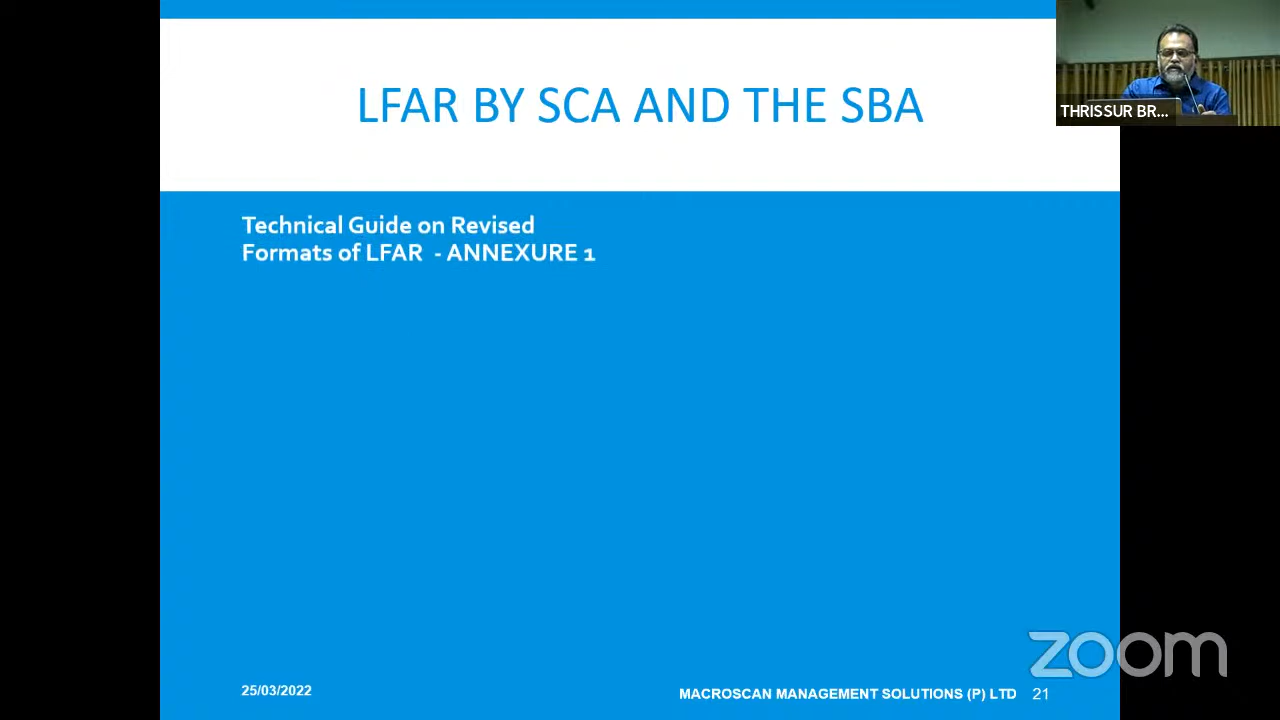 LFAR BY SCA AND THE SBA
THRISSUR BR...
Technical Guide on Revised
Formats of LFAR - ANNEXURE 1
zoom
25/03/2022
MACROSCAN MANAGEMENT SOLUTIONS (P) LTD 21